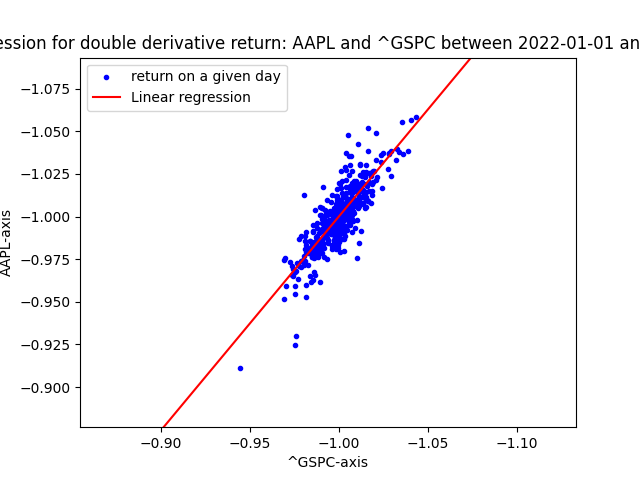 ession for double derivative return: AAPL and ^GSPC between 2022-01-01 an
return on a given day
Linear regression
−1.075
−1.050
−1.025
−1.000
−0.975
−0.950
−0.925
−0.900
AAPL-axis
−0.90
−0.95
−1.00
−1.05
−1.10
^GSPC-axis